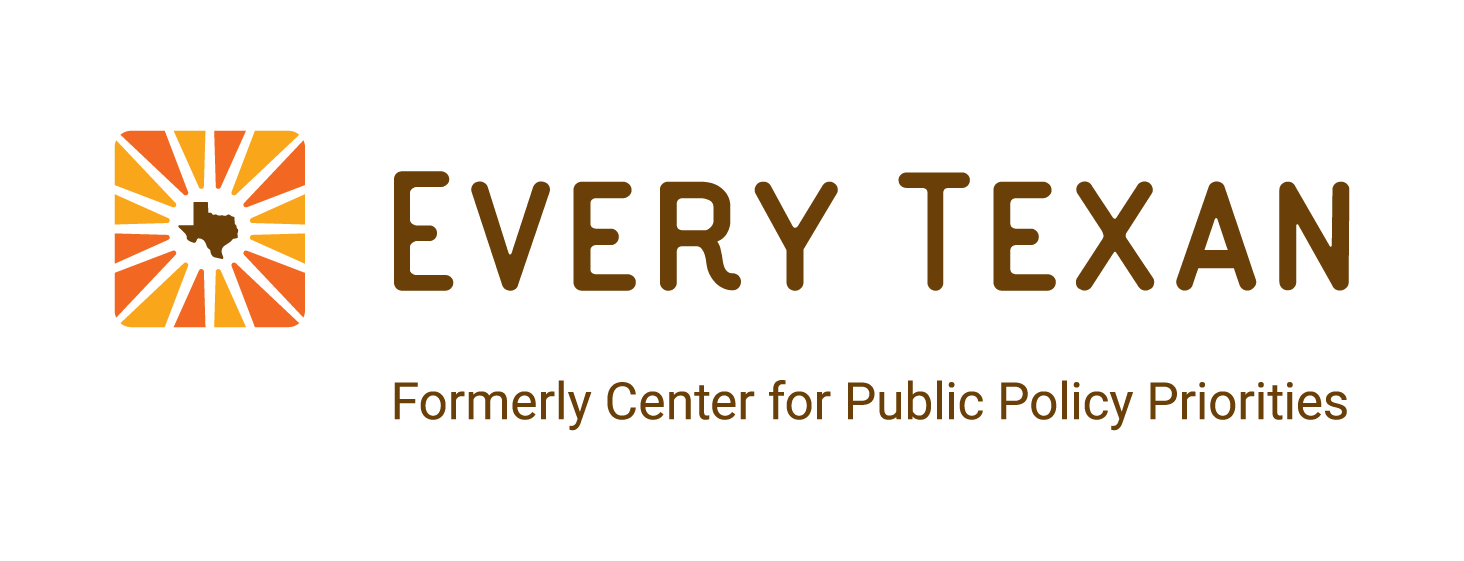 EVERY TEXAN
Formerly Center for Public Policy Priorities